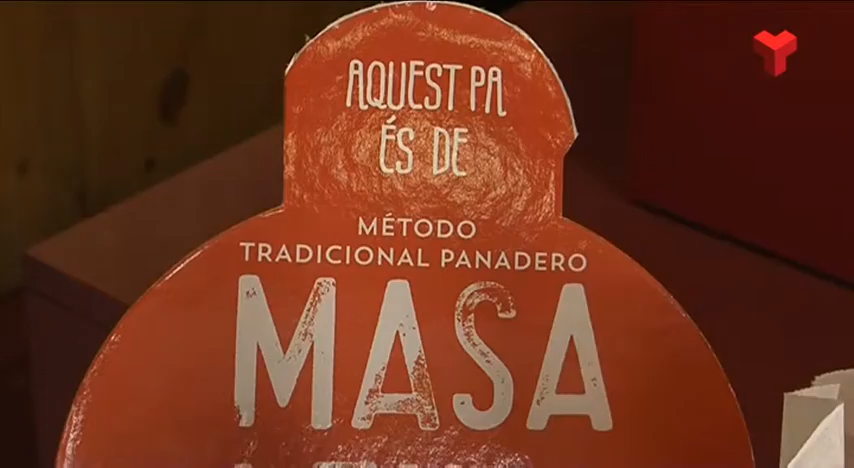 AQUEST PA
ÉS DE
MÉTODO
TRADICIONAL PANADERO
MASA